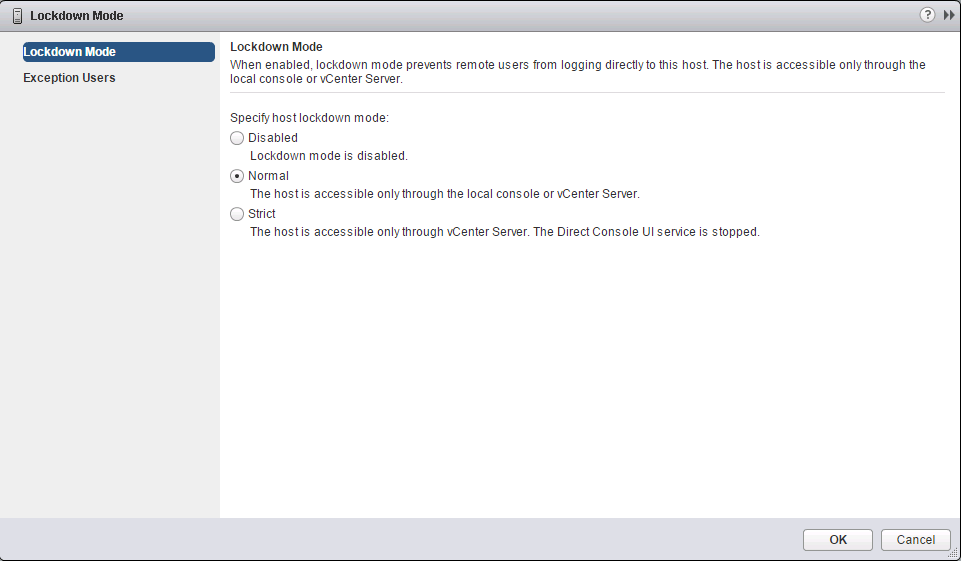 Lockdown Mode
?
Lockdown Mode
Exception Users
Lockdown Mode
When enabled, lockdown mode prevents remote users from logging directly to this host. The host is accessible only through the
local console or vCenter Server.
Specify host lockdown mode:
Disabled
Lockdown mode is disabled.
Normal
The host is accessible only through the local console or vCenter Server.
Strict
The host is accessible only through vCenter Server. The Direct Console UI service is stopped.
OK
Cancel